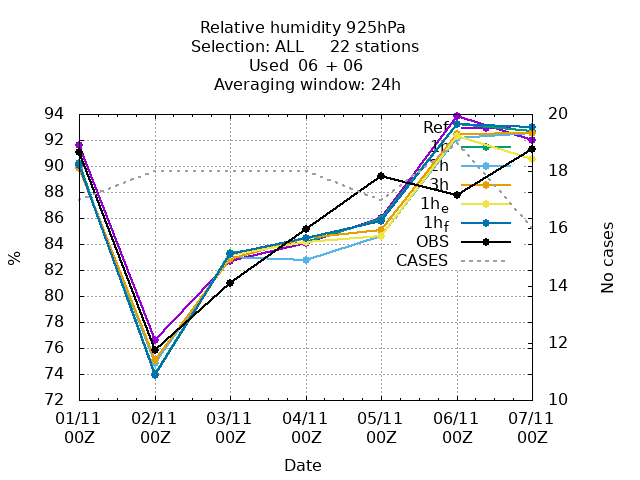 Relative humidity 925hPa
Selection: ALL 22 stations
Used 06 + 06
Averaging window: 24h
94
92
90
88
86
84
82
80
78
76
74
72
%
20
18
16
14
12
10
No cases
Ref
1h
2h
3h
1he
1hf
OBS
CASES
01/11 02/11 03/11 04/11 05/11 06/11 07/11
00Z 00Z 00Z 00Z 00Z 00Z 00Z
Date